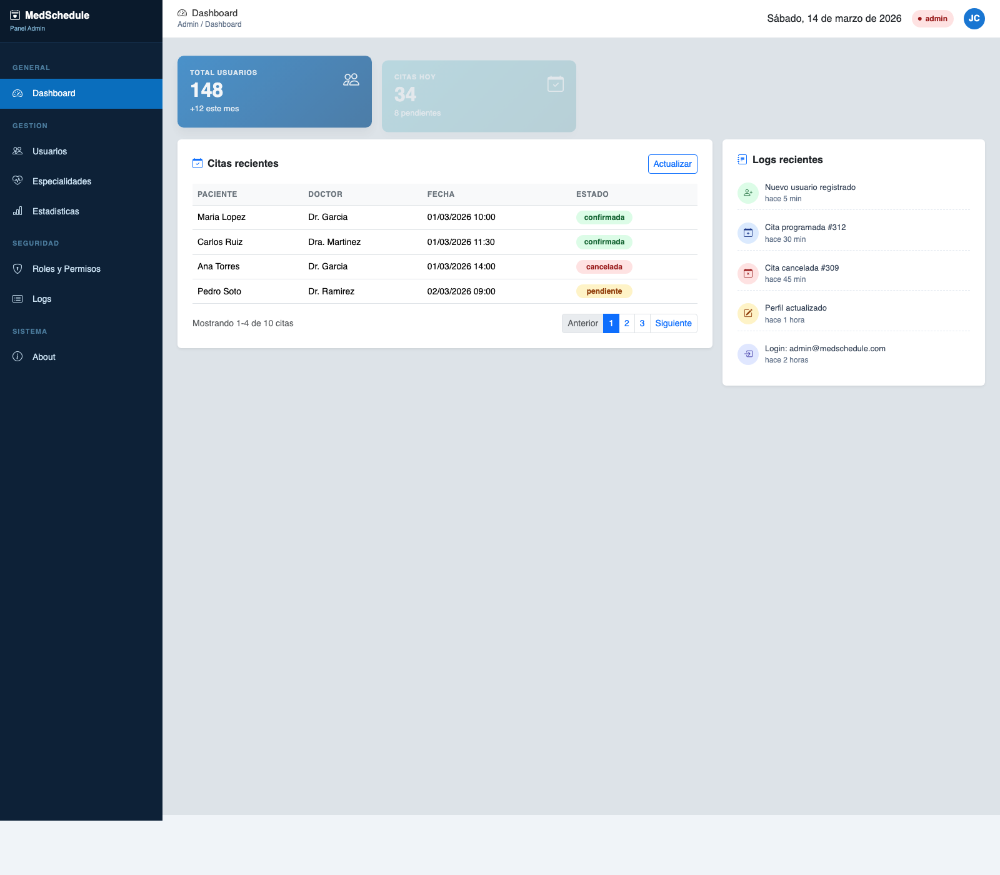 MedSchedule
Panel Admin
GENERAL
Dashboard
GESTION
Usuarios
Especialidades
Estadisticas
SEGURIDAD
Roles y Permisos
Logs
SISTEMA
About
Dashboard
Admin / Dashboard
Sábado, 14 de marzo de 2026
admin
JC
TOTAL USUARIOS
148
+12 este mes
CITAS HOY
34
8 pendientes
Citas recientes
Actualizar
PACIENTE DOCTOR FECHA ESTADO
Maria Lopez Dr. Garcia 01/03/2026 10:00 confirmada
Carlos Ruiz Dra. Martinez 01/03/2026 11:30 confirmada
Ana Torres Dr. Garcia 01/03/2026 14:00 cancelada
Pedro Soto Dr. Ramirez 02/03/2026 09:00 pendiente
Mostrando 1-4 de 10 citas
Anterior 1 2 3 Siguiente
Logs recientes
Nuevo usuario registrado
hace 5 min
Cita programada #312
hace 30 min
Cita cancelada #309
hace 45 min
Perfil actualizado
hace 1 hora
Login: admin@medschedule.com
hace 2 horas